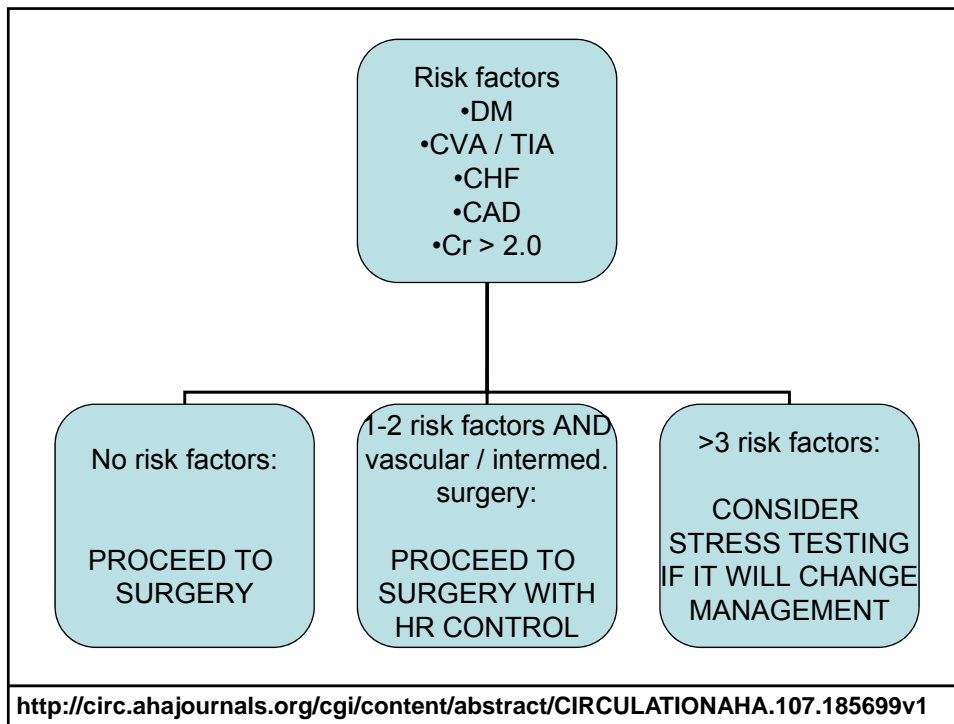 Risk factors
•DM
•CVA / TIA
•CHF
•CAD
•Cr > 2.0
No risk factors:
PROCEED TO
SURGERY
1-2 risk factors AND
vascular / intermed.
surgery:
PROCEED TO
SURGERY WITH
HR CONTROL
>3 risk factors:
CONSIDER
STRESS TESTING
IF IT WILL CHANGE
MANAGEMENT
http://circ.ahajournals.org/cgi/content/abstract/CIRCULATIONAHA.107.185699v1